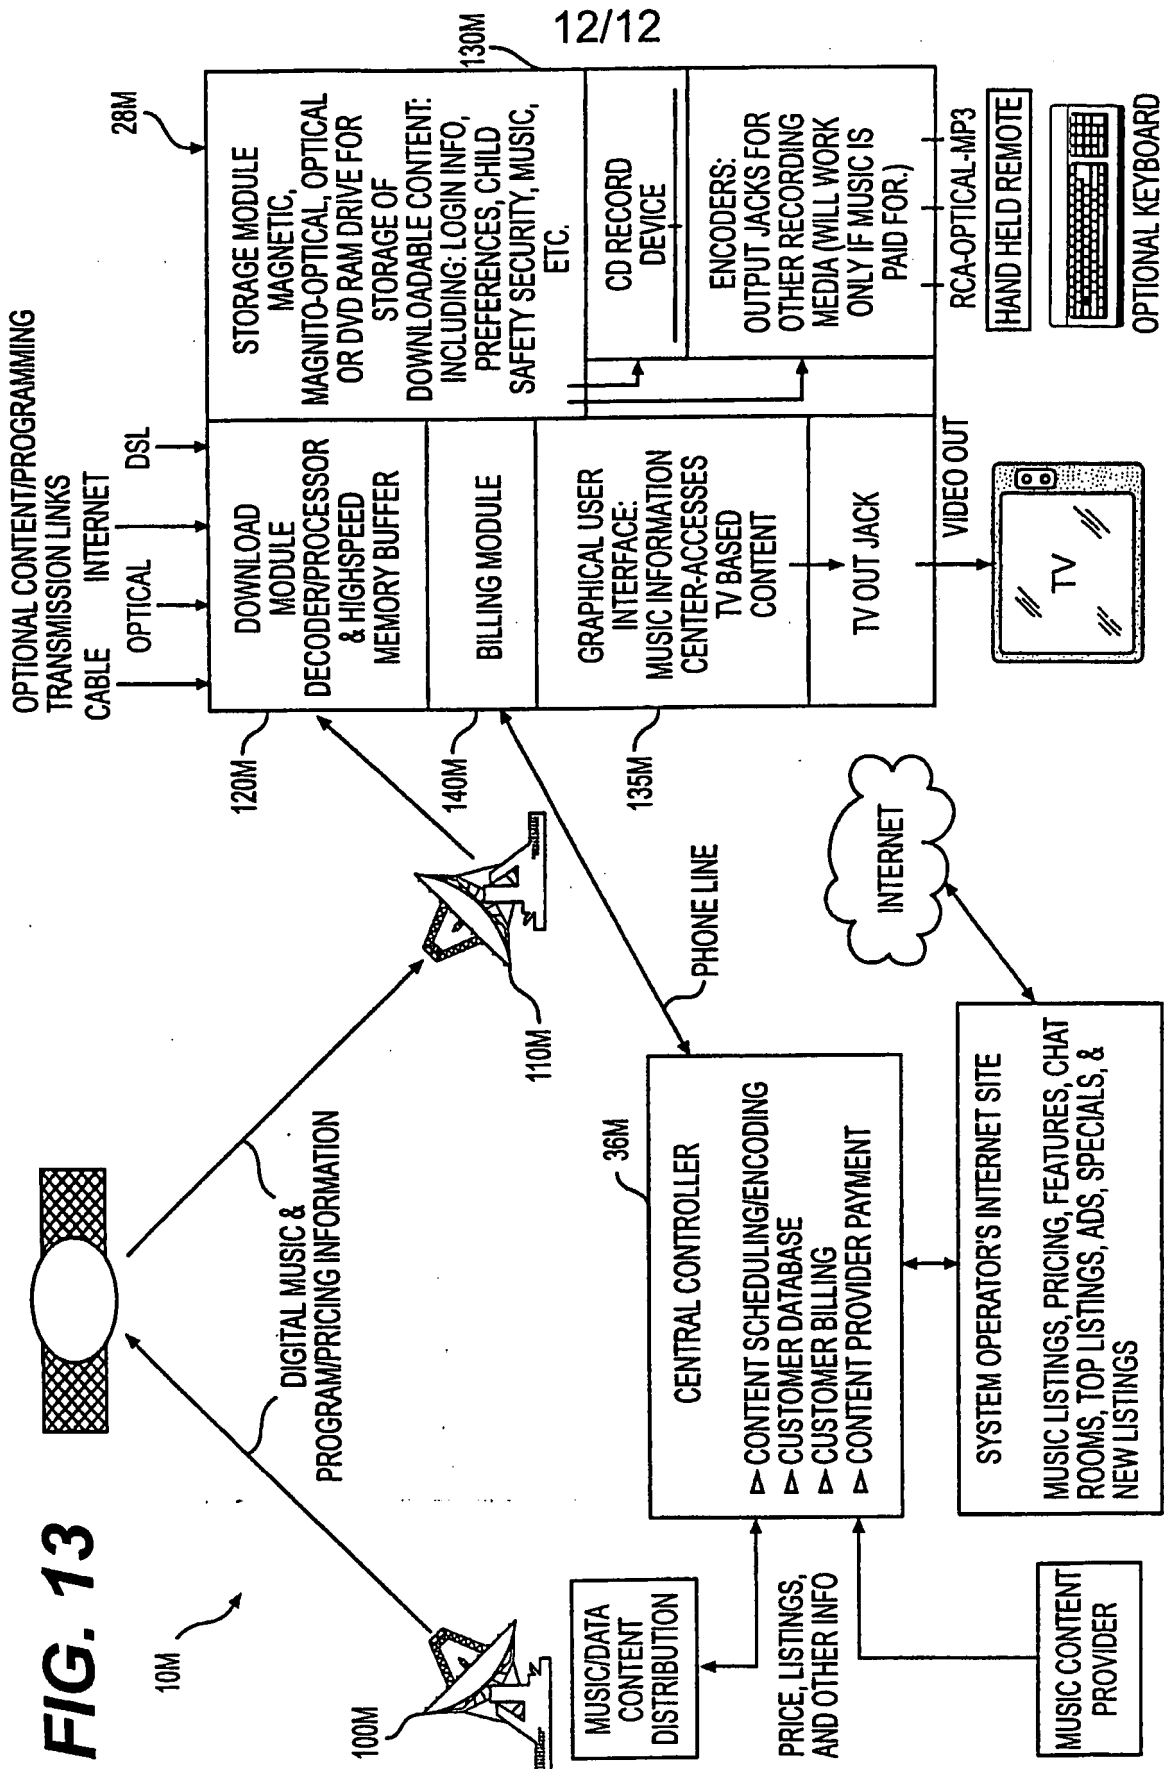 12/12
FIG. 13
10M
100M
DIGITAL MUSIC &
PROGRAM/PRICING INFORMATION
110M
OPTIONAL CONTENT/PROGRAMMING
TRANSMISSION LINKS
CABLE
OPTICAL
INTERNET
DSL
28M
120M
DOWNLOAD
MODULE
DECODER/PROCESSOR
& HIGHSPEED
MEMORY BUFFER
140M
BILLING MODULE
135M
GRAPHICAL USER
INTERFACE:
MUSIC INFORMATION
CENTER-ACCESSES
TV BASED
CONTENT
TV OUT JACK
VIDEO OUT
TV
130M
STORAGE MODULE
MAGNETIC,
MAGNITO-OPTICAL, OPTICAL
OR DVD RAM DRIVE FOR
STORAGE OF
DOWNLOADABLE CONTENT:
INCLUDING: LOGIN INFO,
PREFERENCES, CHILD
SAFETY SECURITY, MUSIC,
ETC.
CD RECORD
DEVICE
ENCODERS:
OUTPUT JACKS FOR
OTHER RECORDING
MEDIA (WILL WORK
ONLY IF MUSIC IS
PAID FOR.)
RCA-OPTICAL-MP3
HAND HELD REMOTE
OPTIONAL KEYBOARD
MUSIC/DATA
CONTENT
DISTRIBUTION
PRICE, LISTINGS,
AND OTHER INFO
MUSIC CONTENT
PROVIDER
36M
CENTRAL CONTROLLER
▷ CONTENT SCHEDULING/ENCODING
▷ CUSTOMER DATABASE
▷ CUSTOMER BILLING
▷ CONTENT PROVIDER PAYMENT
PHONE LINE
INTERNET
SYSTEM OPERATOR'S INTERNET SITE
MUSIC LISTINGS, PRICING, FEATURES, CHAT
ROOMS, TOP LISTINGS, ADS, SPECIALS, &
NEW LISTINGS